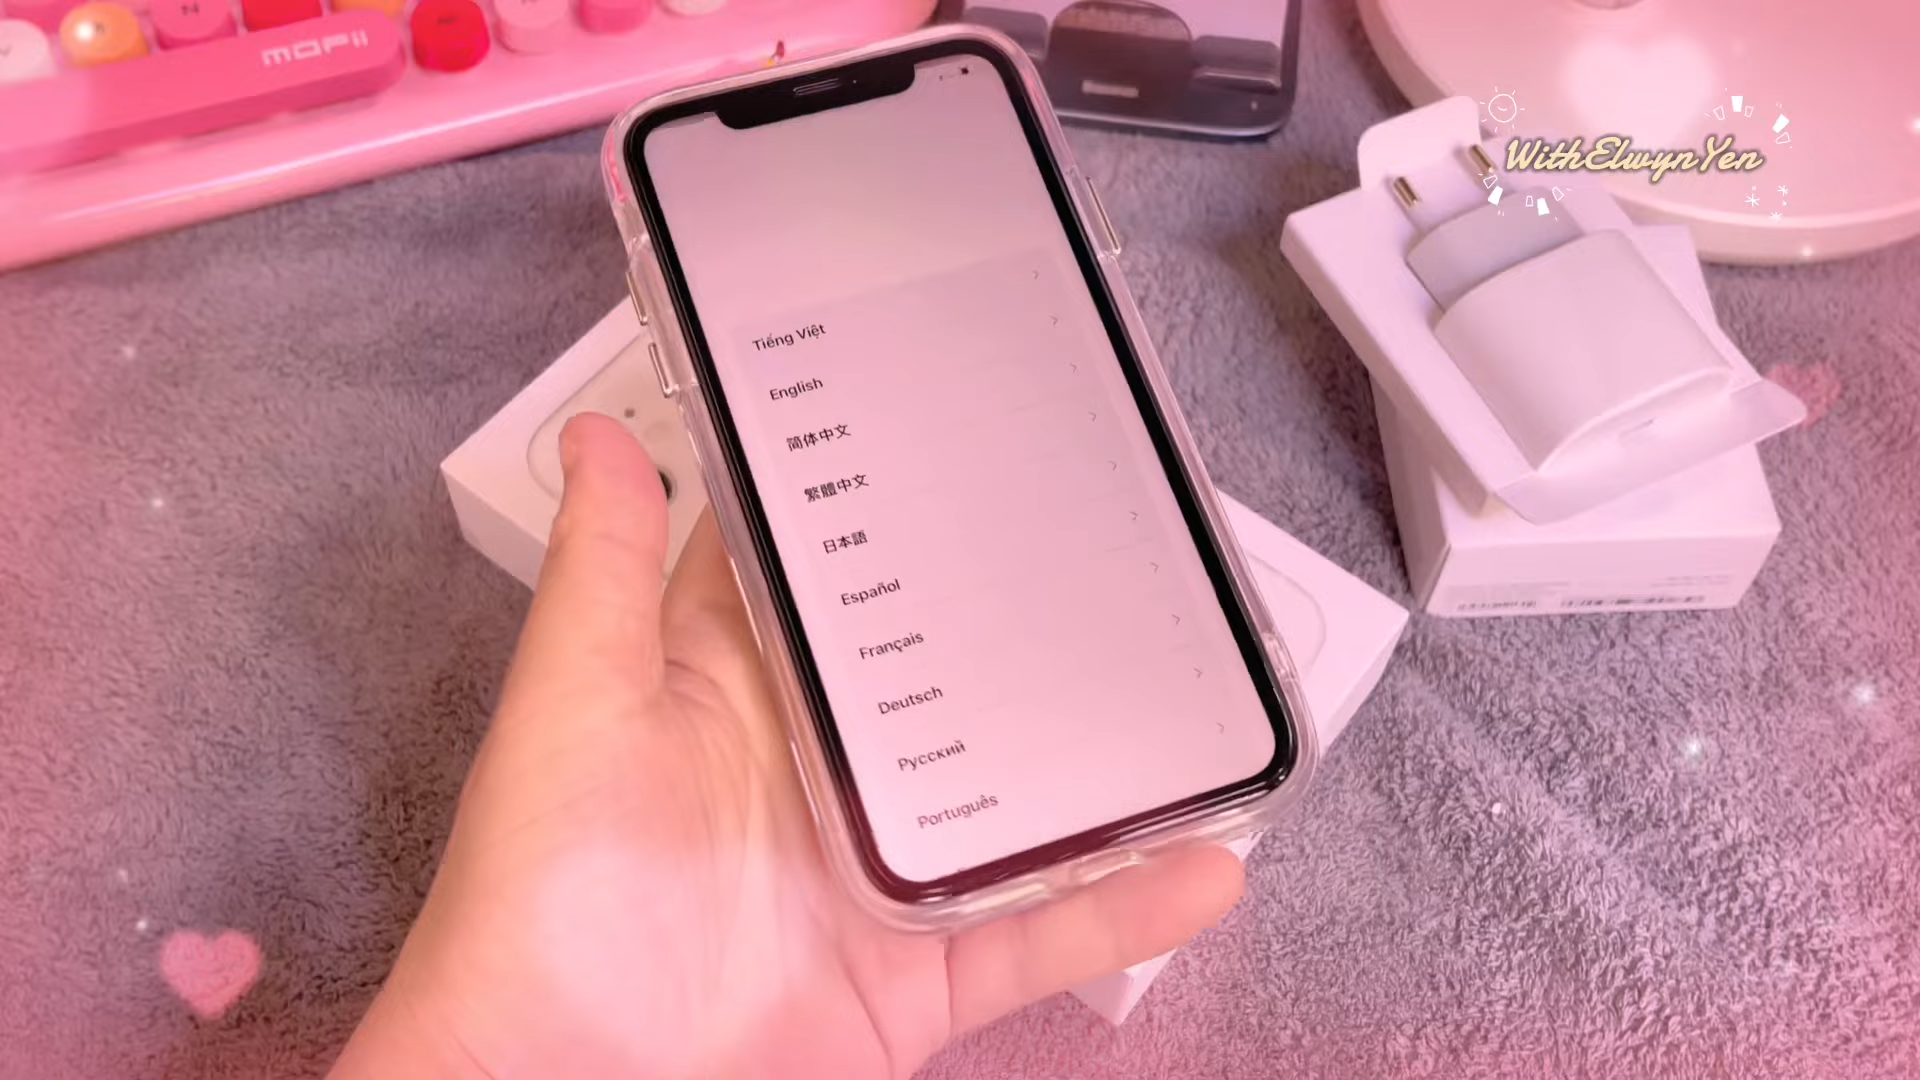 MOFii
WithElwynYen
Tiếng Việt
English
简体中文
繁體中文
日本語
Español
Français
Deutsch
Русский
Português